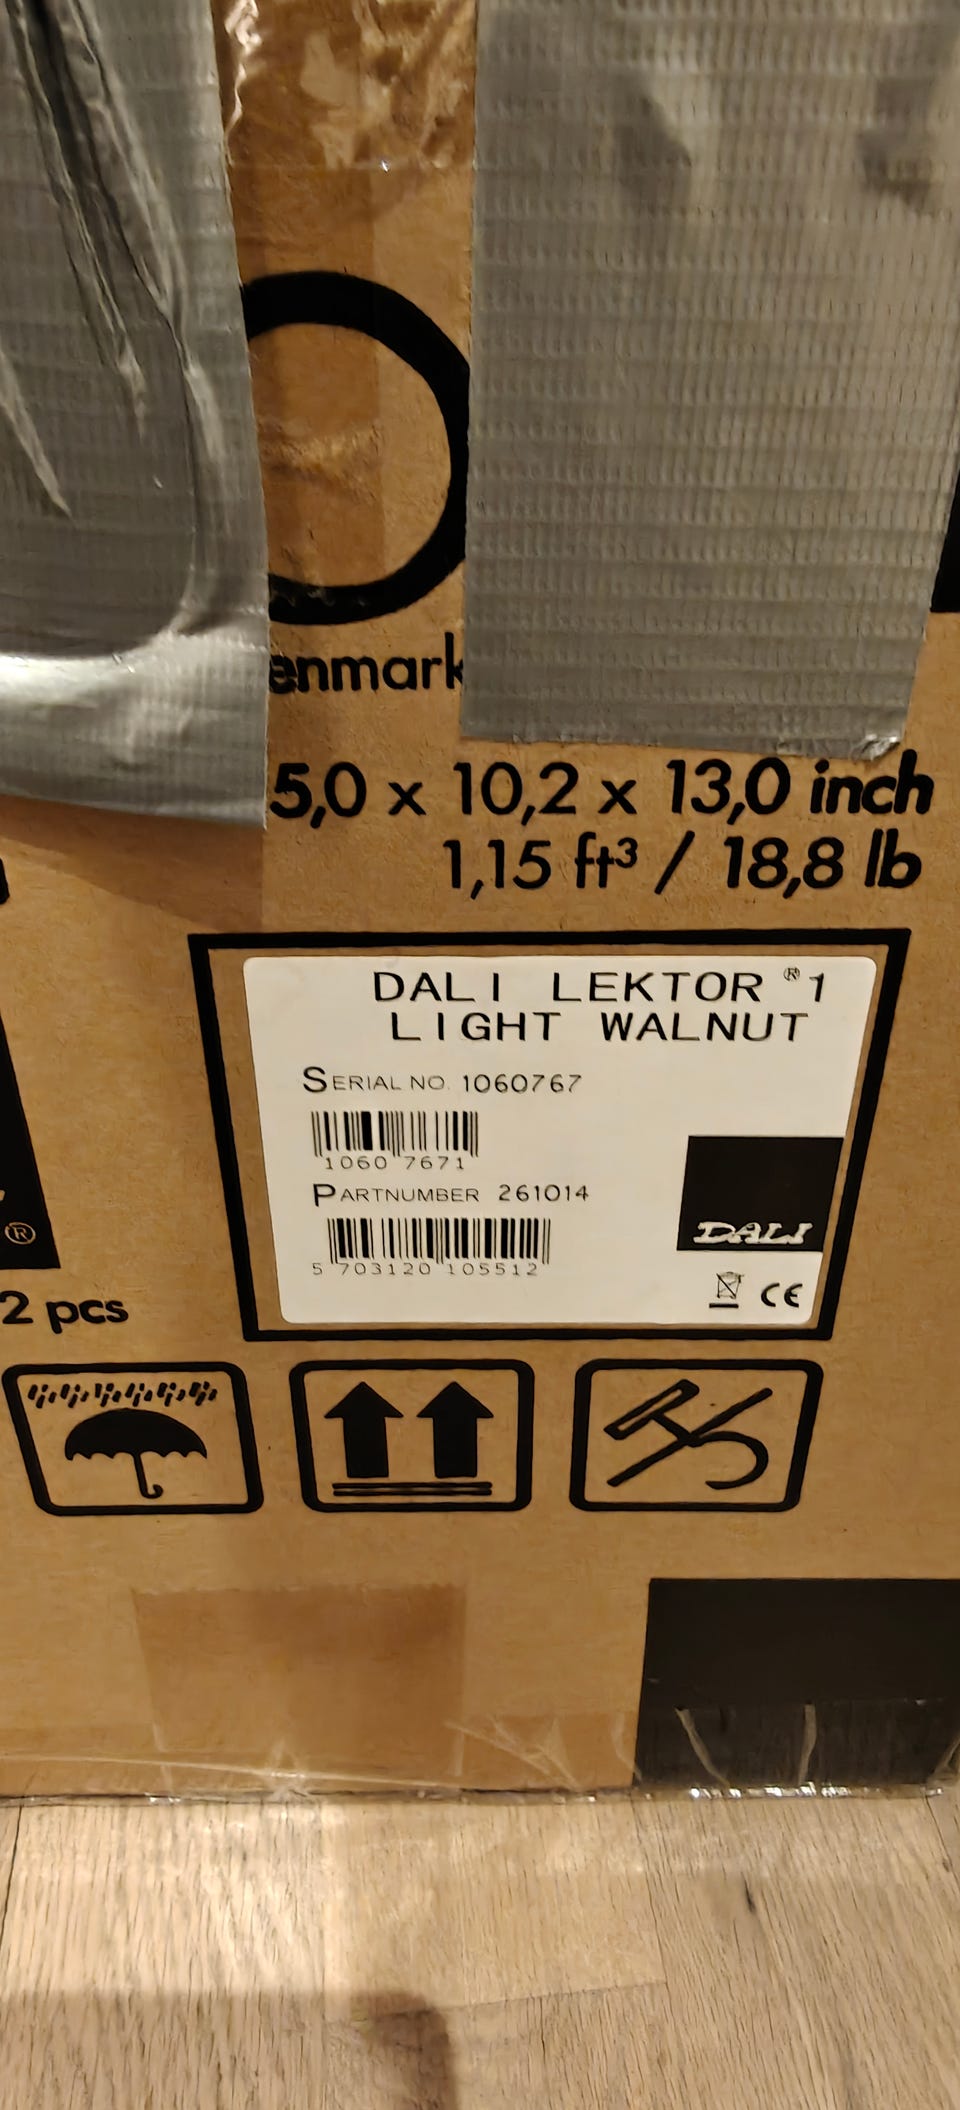 enmark
5,0 x 10,2 x 13,0 inch
1,15 ft³ / 18,8 lb
DALI LEKTOR ®1
LIGHT WALNUT
SERIAL NO. 1060767
1060 7671
PARTNUMBER 261014
5 703120 105512
DALI
CE
®
2 pcs